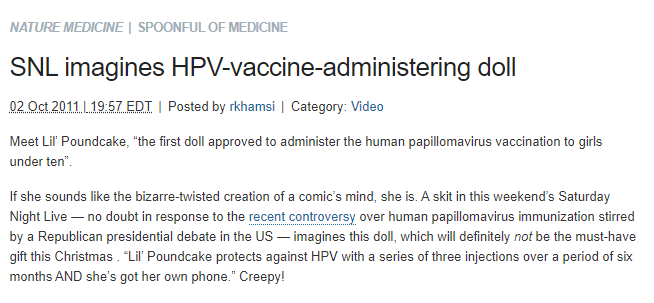 NATURE MEDICINE | SPOONFUL OF MEDICINE
SNL imagines HPV-vaccine-administering doll
02 Oct 2011 | 19:57 EDT | Posted by rkhamsi | Category: Video
Meet Lil’ Poundcake, “the first doll approved to administer the human papillomavirus vaccination to girls
under ten”.
If she sounds like the bizarre-twisted creation of a comic’s mind, she is. A skit in this weekend’s Saturday
Night Live — no doubt in response to the recent controversy over human papillomavirus immunization stirred
by a Republican presidential debate in the US — imagines this doll, which will definitely not be the must-have
gift this Christmas . “Lil’ Poundcake protects against HPV with a series of three injections over a period of six
months AND she’s got her own phone.” Creepy!